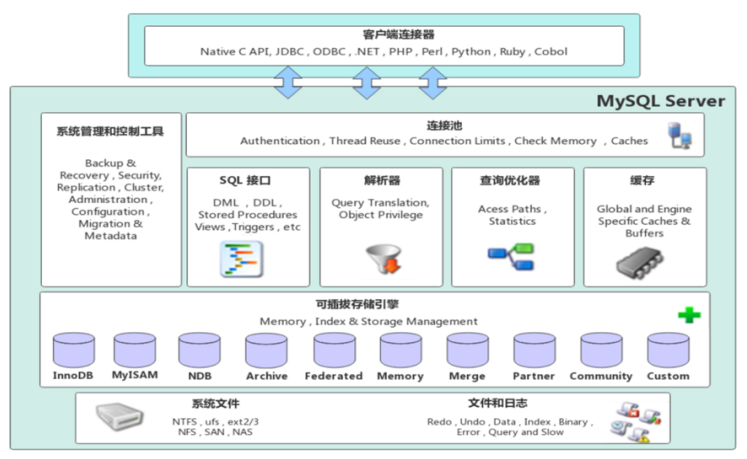 客户端连接器
Native C API, JDBC , ODBC , .NET , PHP , Perl , Python , Ruby , Cobol
MySQL Server
系统管理和控制工具
Backup &
Recovery , Security,
Replication , Cluster,
Administration ,
Configuration ,
Migration &
Metadata
连接池
Authentication , Thread Reuse , Connection Limits , Check Memory , Caches
SQL 接口
DML , DDL ,
Stored Procedures
Views ,Triggers , etc
解析器
Query Translation,
Object Privilege
查询优化器
Acess Paths ,
Statistics
缓存
Global and Engine
Specific Caches &
Buffers
可插拔存储引擎
Memory , Index & Storage Management
InnoDB MyISAM NDB Archive Federated Memory Merge Partner Community Custom
系统文件
NTFS , ufs , ext2/3
NFS , SAN , NAS
文件和日志
Redo , Undo , Data , Index , Binary ,
Error , Query and Slow